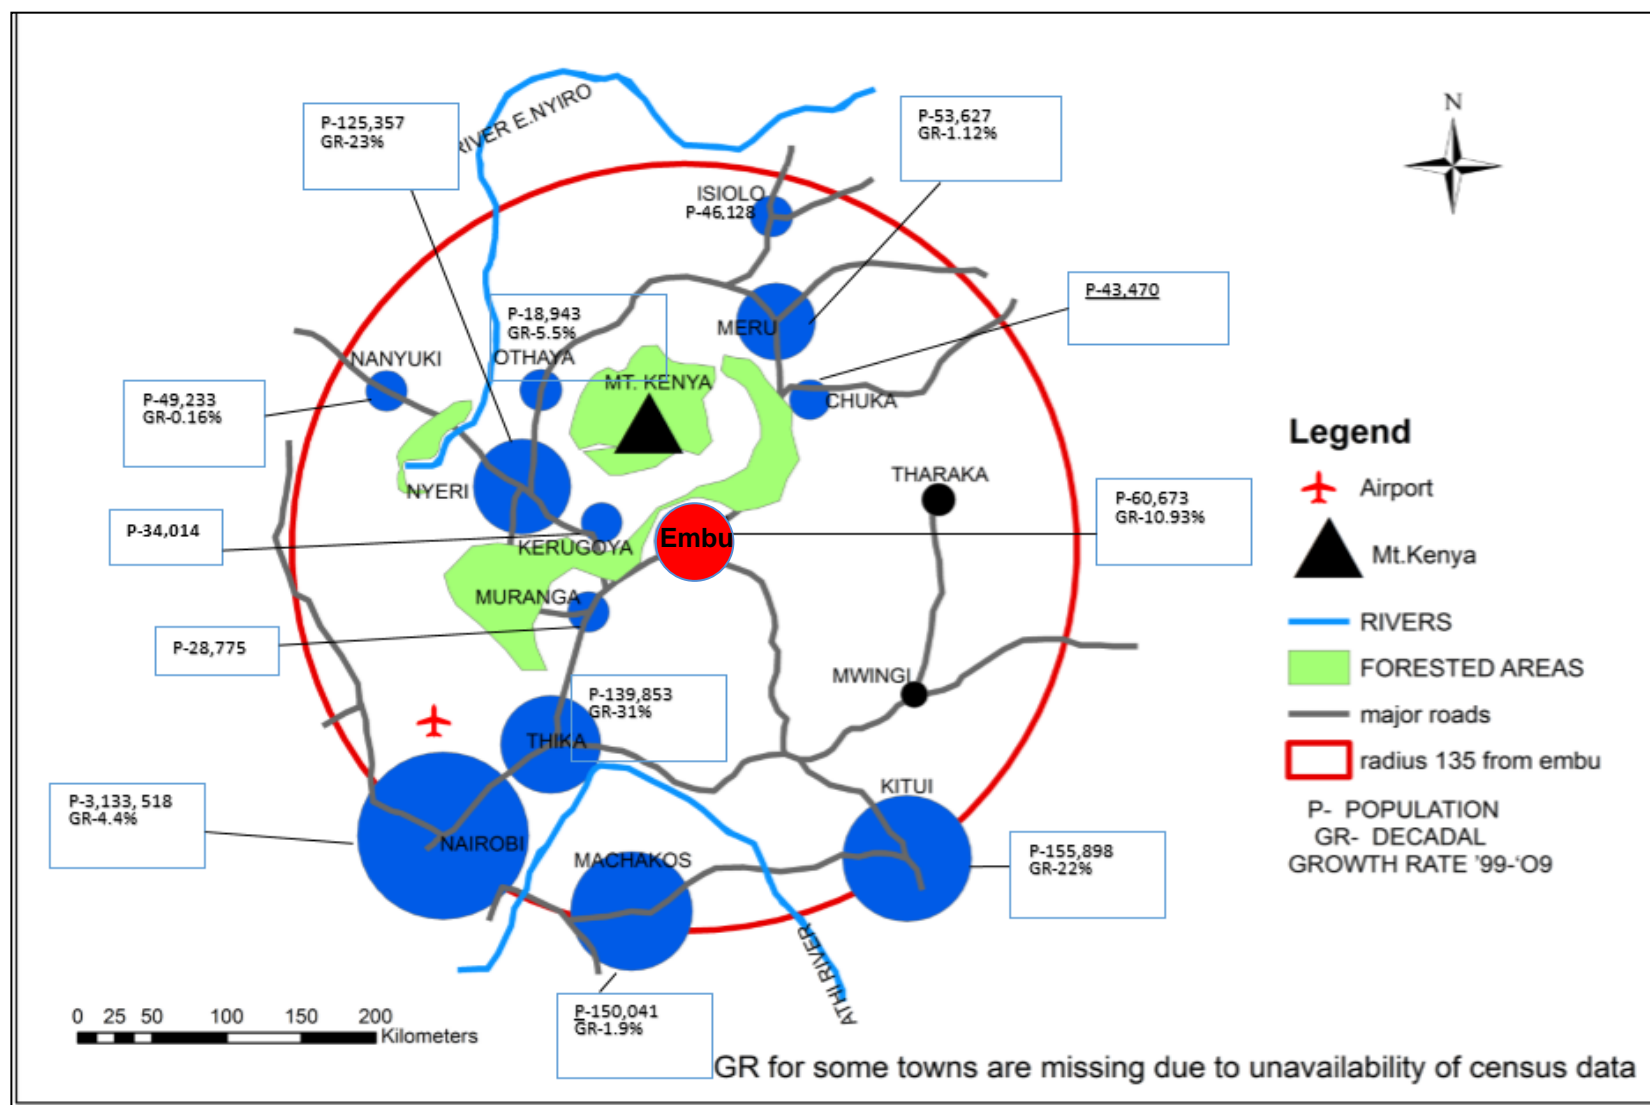 RIVER E.NYIRO
P-125,357
GR-23%
P-53,627
GR-1.12%
N
ISIOLO
P-46,128
P-43,470
P-18,943
GR-5.5%
MERU
NANYUKI
OTHAYA
MT. KENYA
P-49,233
GR-0.16%
CHUKA
Legend
THARAKA
NYERI
Airport
P-60,673
GR-10.93%
P-34,014
KERUGOYA
Embu
Mt.Kenya
MURANGA
RIVERS
P-28,775
FORESTED AREAS
MWINGI
P-139,853
GR-31%
major roads
THIKA
radius 135 from embu
KITUI
P-3,133, 518
GR-4.4%
P- POPULATION
GR- DECADAL
GROWTH RATE '99-'O9
NAIROBI
MACHAKOS
P-155,898
GR-22%
ATHI RIVER
P-150,041
GR-1.9%
0 25 50 100 150 200
Kilometers
GR for some towns are missing due to unavailability of census data